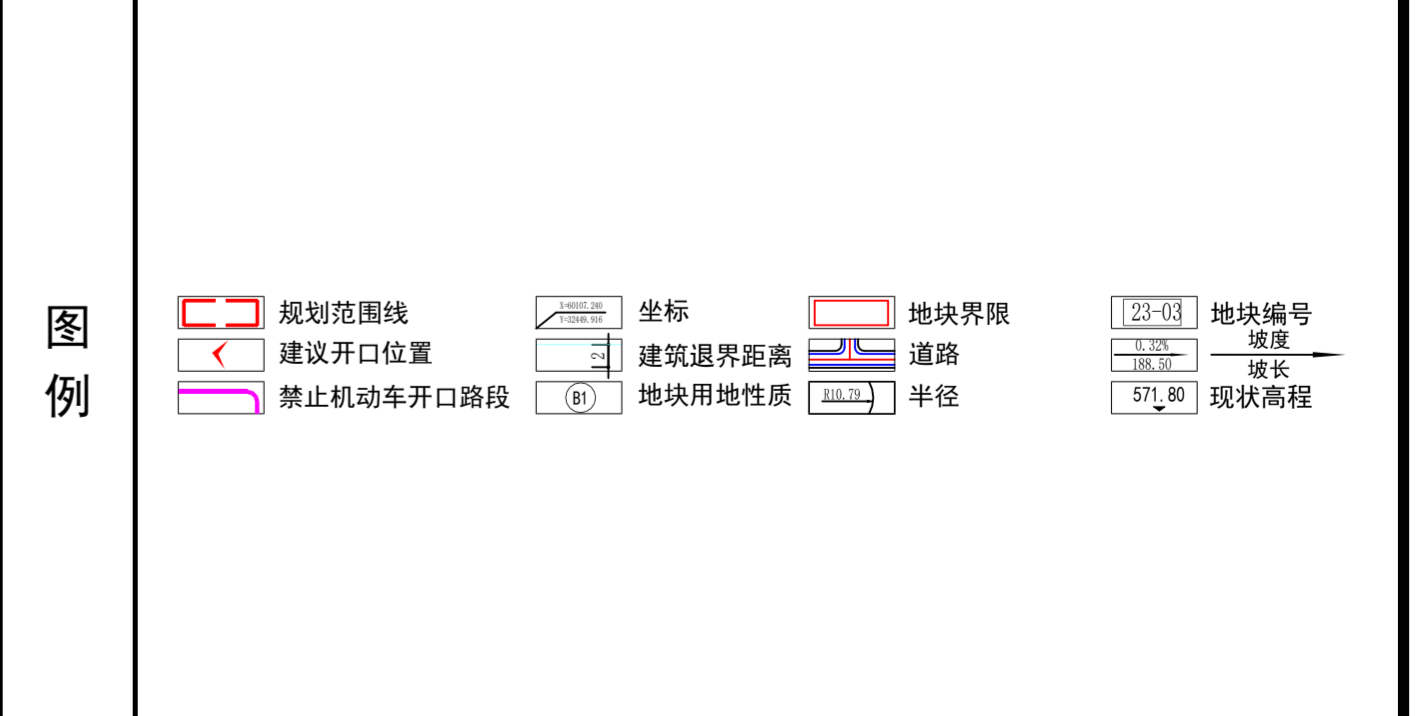 图例
X=60107.240
Y=32449.916
规划范围线
坐标
地块界限
23-03
地块编号
建议开口位置
2
建筑退界距离
道路
0.32%
188.50
坡度
坡长
禁止机动车开口路段
B1
地块用地性质
R10.79
半径
571.80
现状高程